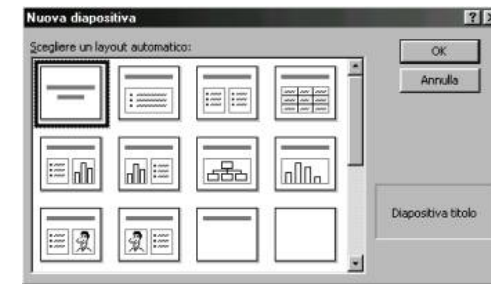 Nuova diapositiva
Scegliere un layout automatico:
OK
Annulla
Diapositiva titolo